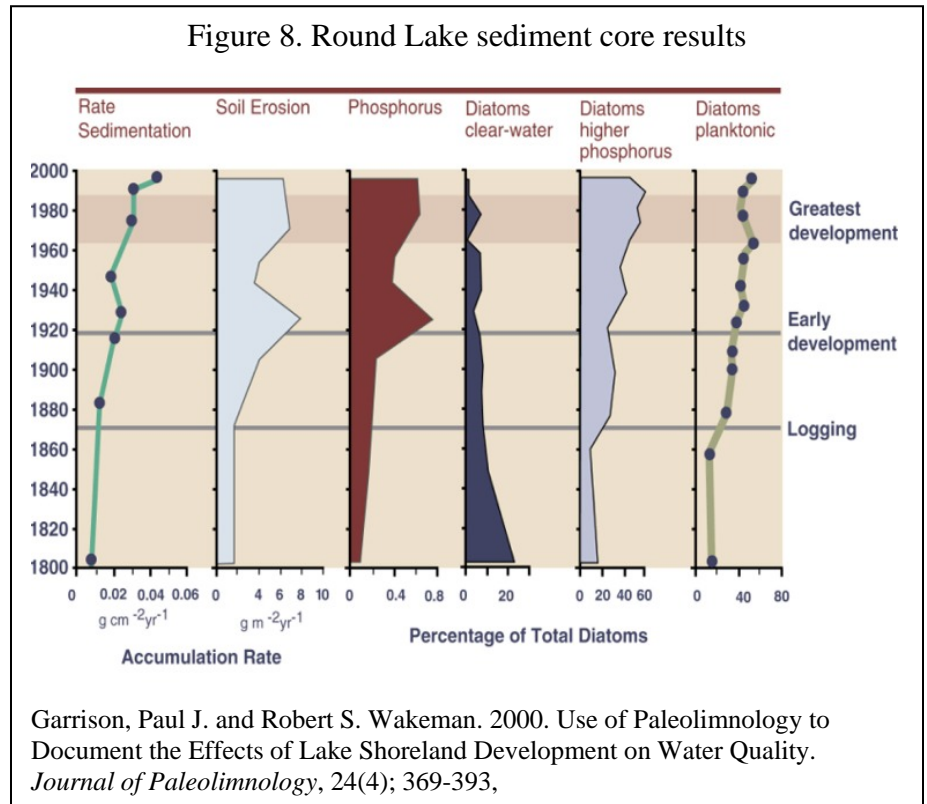 Figure 8. Round Lake sediment core results
Rate
Sedimentation
Soil Erosion
Phosphorus
Diatoms
clear-water
Diatoms
higher
phosphorus
Diatoms
planktonic
2000
1980
1960
1940
1920
1900
1880
1860
1840
1820
1800
Greatest
development
Early
development
Logging
0 0.02 0.04 0.06
0 4 6 8 10
0 0.4 0.8
0 20
0 20 40 60
0 40 80
g cm -2yr-1
g m -2yr-1
Accumulation Rate
Percentage of Total Diatoms
Garrison, Paul J. and Robert S. Wakeman. 2000. Use of Paleolimnology to
Document the Effects of Lake Shoreland Development on Water Quality.
Journal of Paleolimnology, 24(4); 369-393,